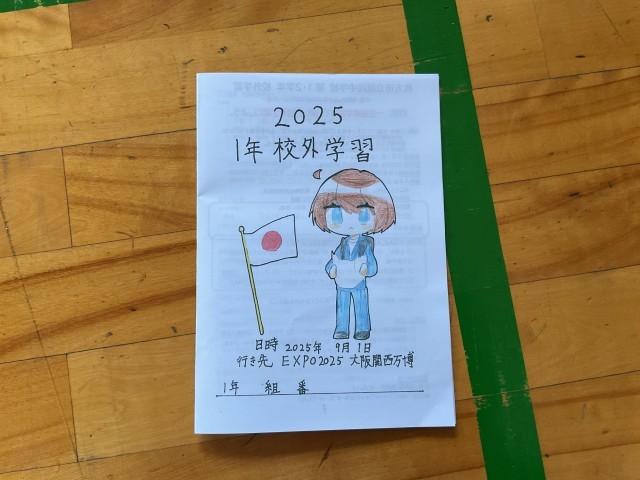 2025
1年 校外学習
日時 2025年 9月1日
行き先 EXPO2025 大阪関西万博
1年 組 番